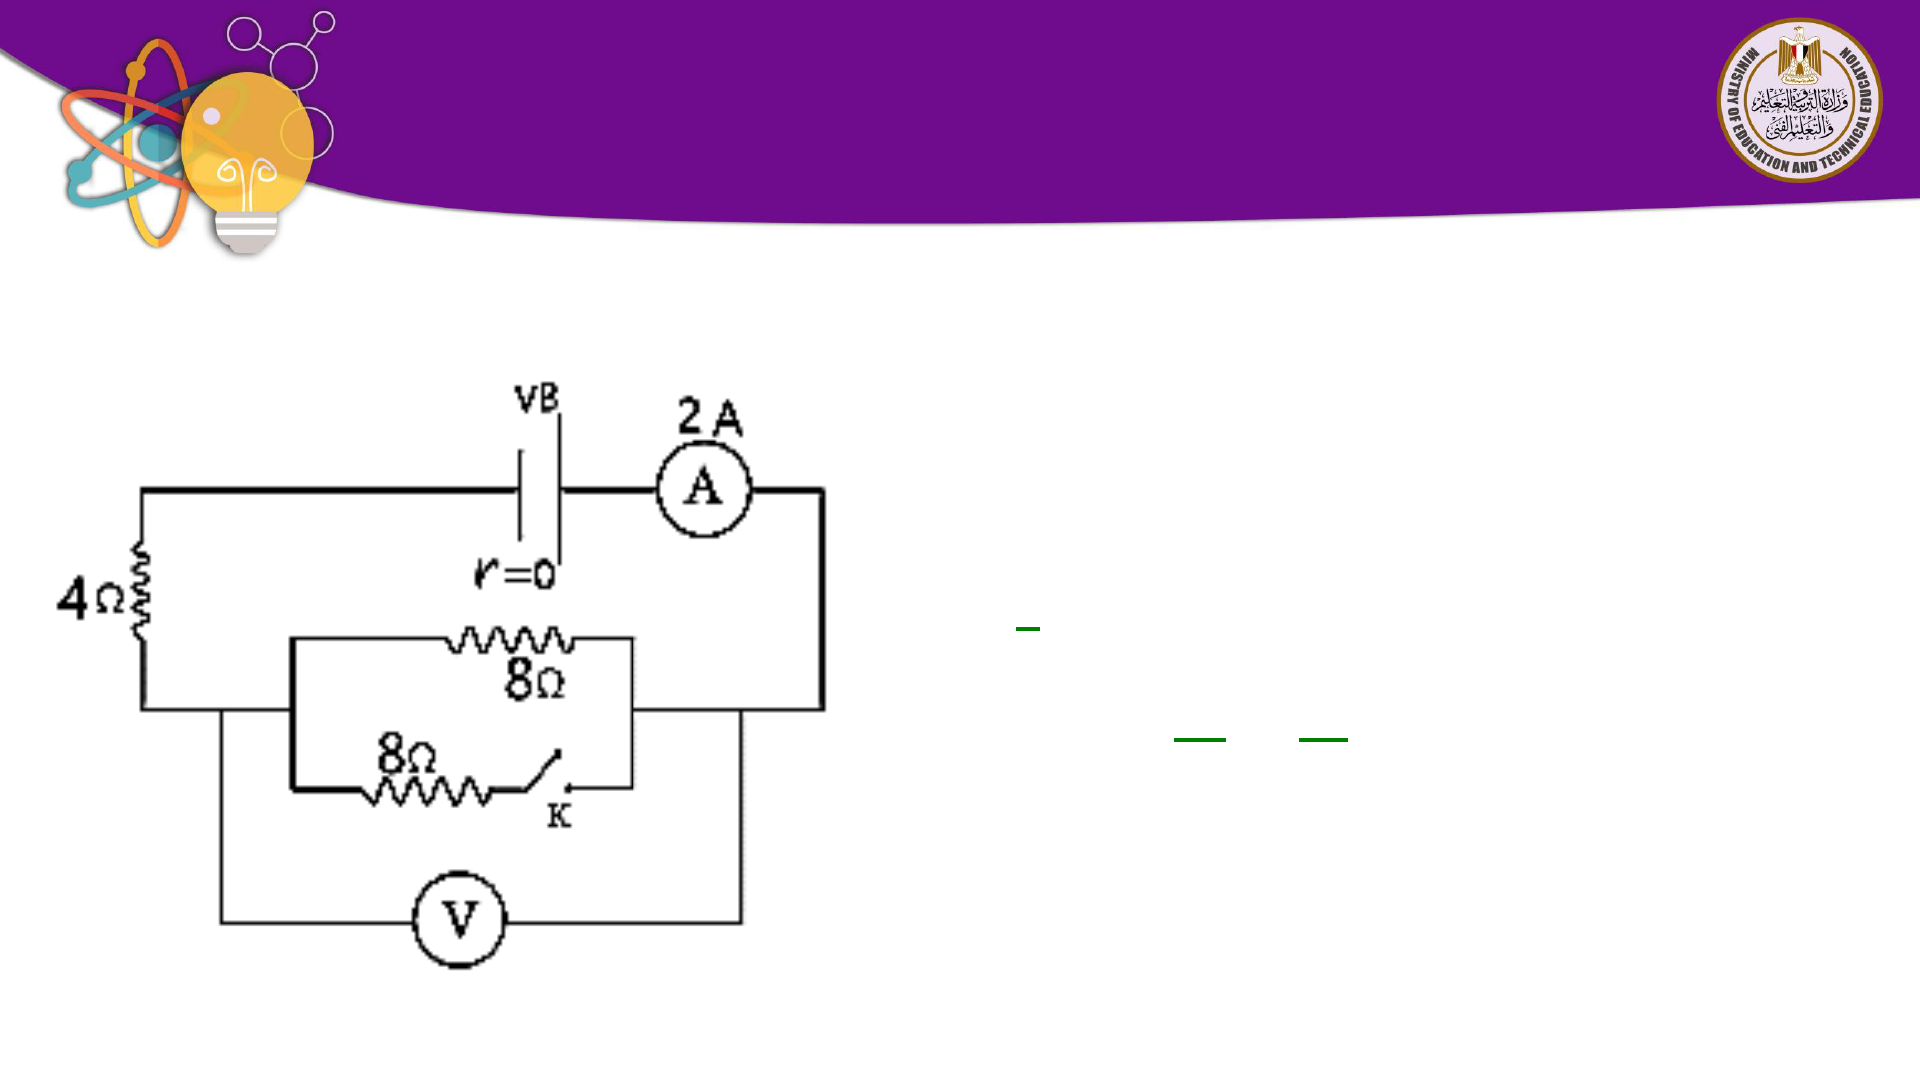 MINISTRY OF EDUCATION AND TECHNICAL EDUCATION
وزارة التربية والتعليم
والتعليم الفني
VB
2 A
A
r=0
4Ω
8Ω
8Ω
K
V